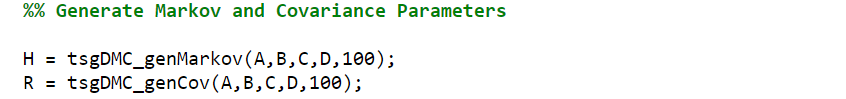 %% Generate Markov and Covariance Parameters
H = tsgDMC_genMarkov(A,B,C,D,100);
R = tsgDMC_genCov(A,B,C,D,100);